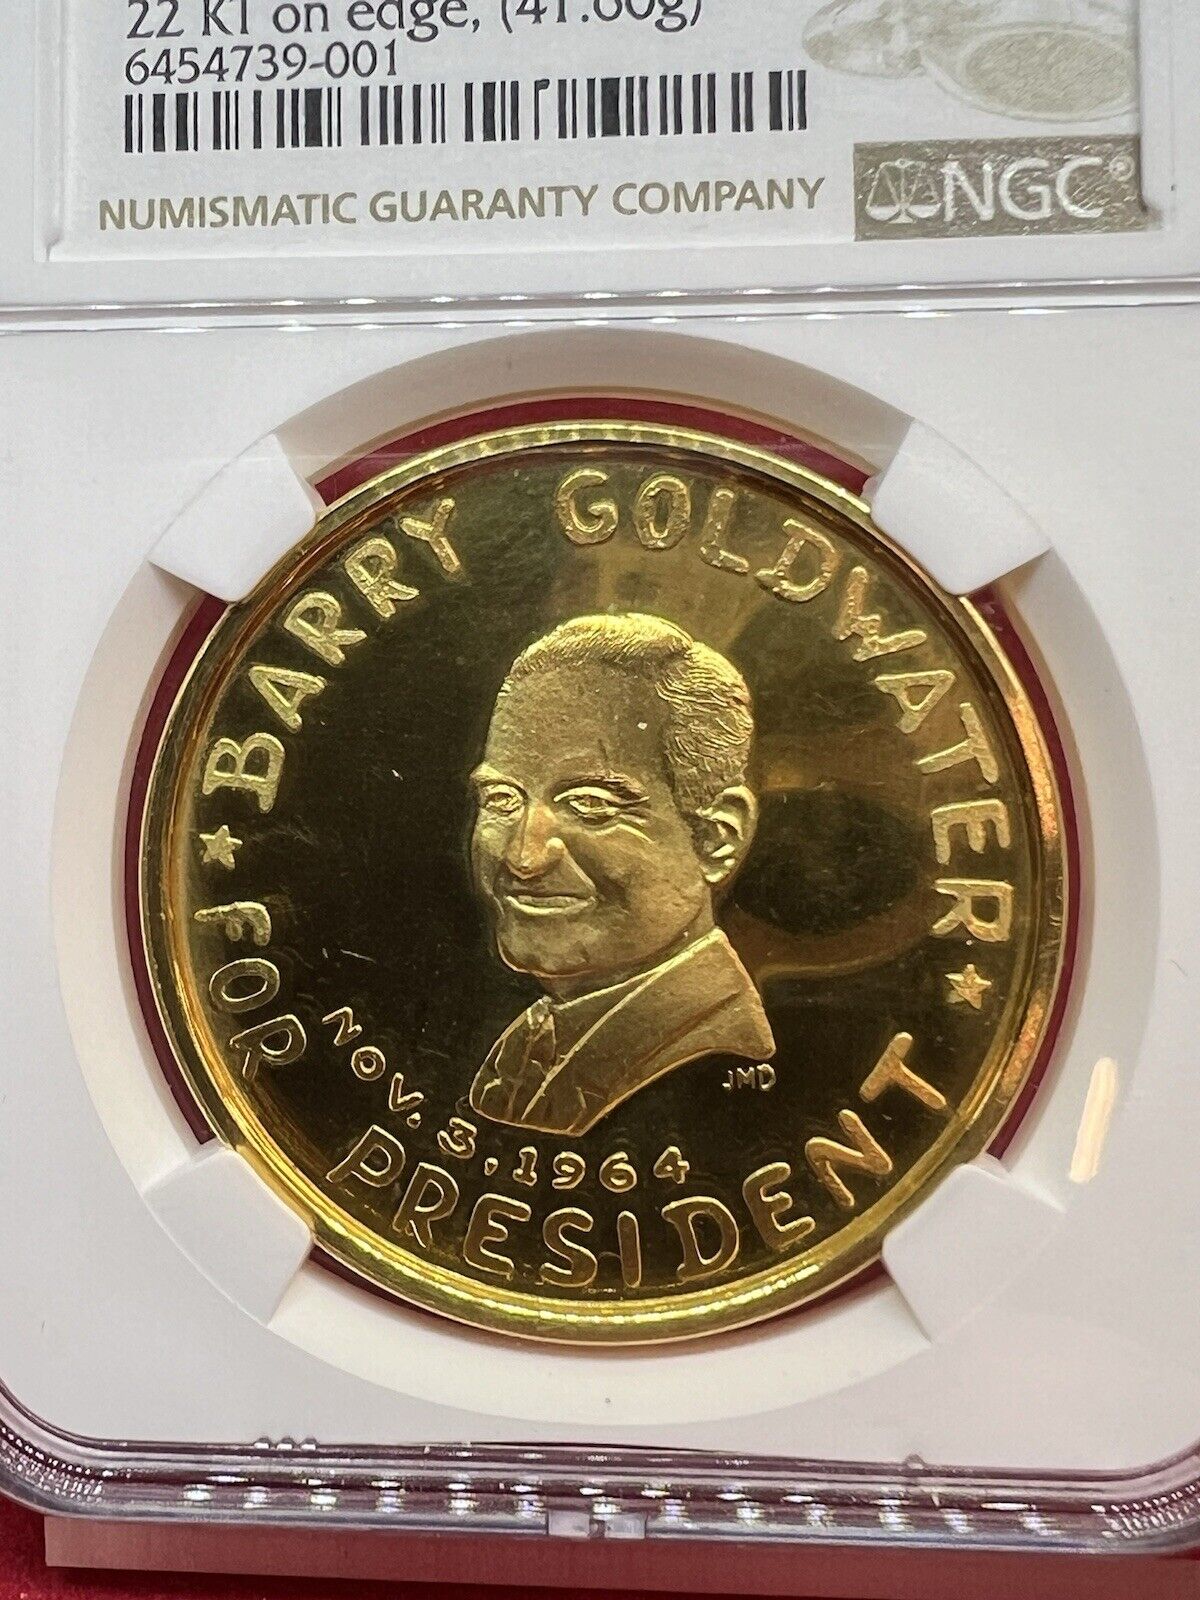 22 KT on edge, (41.60g)
6454739-001
NUMISMATIC GUARANTY COMPANY
NGC®
★ BARRY GOLDWATER ★
FOR PRESIDENT
NOV. 3, 1964
JMD